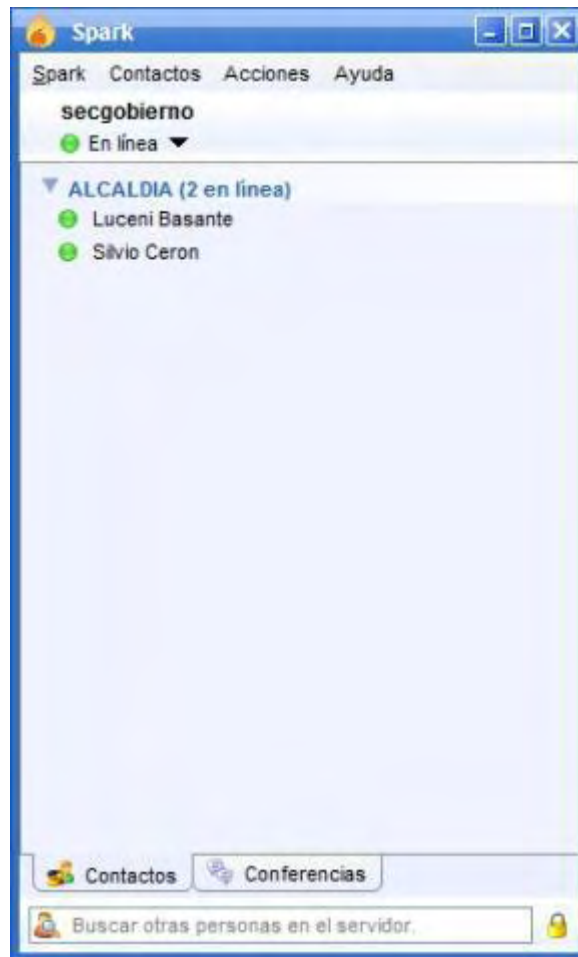 Spark
Spark Contactos Acciones Ayuda
secgobierno
En línea
ALCALDIA (2 en línea)
Luceni Basante
Silvio Ceron
Contactos Conferencias
Buscar otras personas en el servidor.